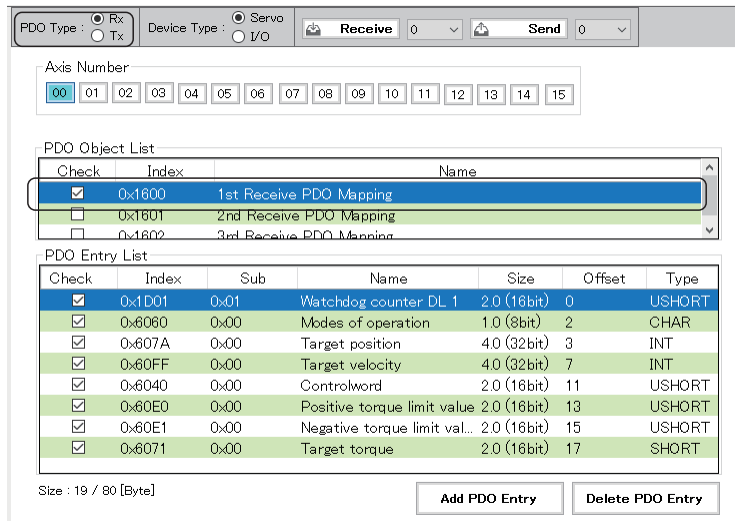 PDO Type : Rx Tx Device Type : Servo I/O Receive 0 Send 0
Axis Number
00 01 02 03 04 05 06 07 08 09 10 11 12 13 14 15
PDO Object List
Check Index Name
0x1600 1st Receive PDO Mapping
0x1601 2nd Receive PDO Mapping
0x1602 3rd Receive PDO Mapping
PDO Entry List
Check Index Sub Name Size Offset Type
0x1D01 0x01 Watchdog counter DL 1 2.0 (16bit) 0 USHORT
0x6060 0x00 Modes of operation 1.0 (8bit) 2 CHAR
0x607A 0x00 Target position 4.0 (32bit) 3 INT
0x60FF 0x00 Target velocity 4.0 (32bit) 7 INT
0x6040 0x00 Controlword 2.0 (16bit) 11 USHORT
0x60E0 0x00 Positive torque limit value 2.0 (16bit) 13 USHORT
0x60E1 0x00 Negative torque limit val... 2.0 (16bit) 15 USHORT
0x6071 0x00 Target torque 2.0 (16bit) 17 SHORT
Size : 19 / 80 [Byte]
Add PDO Entry Delete PDO Entry